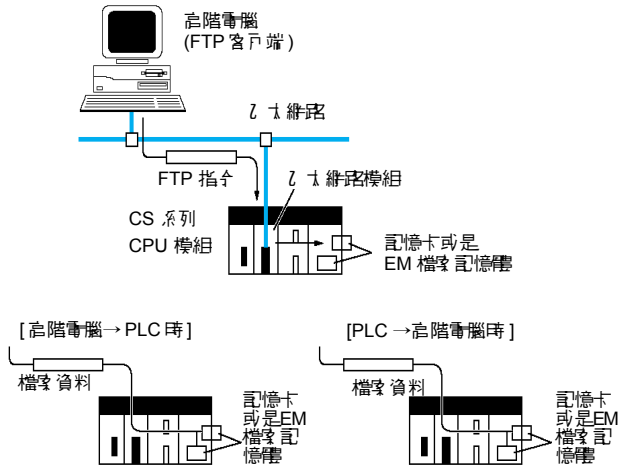 高階電腦
(FTP 客戶端)
乙太網路
FTP 指令
乙太網路模組
CS 系列
CPU 模組
記憶卡或是
EM 檔案記憶體
[高階電腦→PLC 時]
[PLC →高階電腦時]
檔案資料
檔案資料
記憶卡
或是EM
檔案記
憶體
記憶卡
或是EM
檔案記
憶體